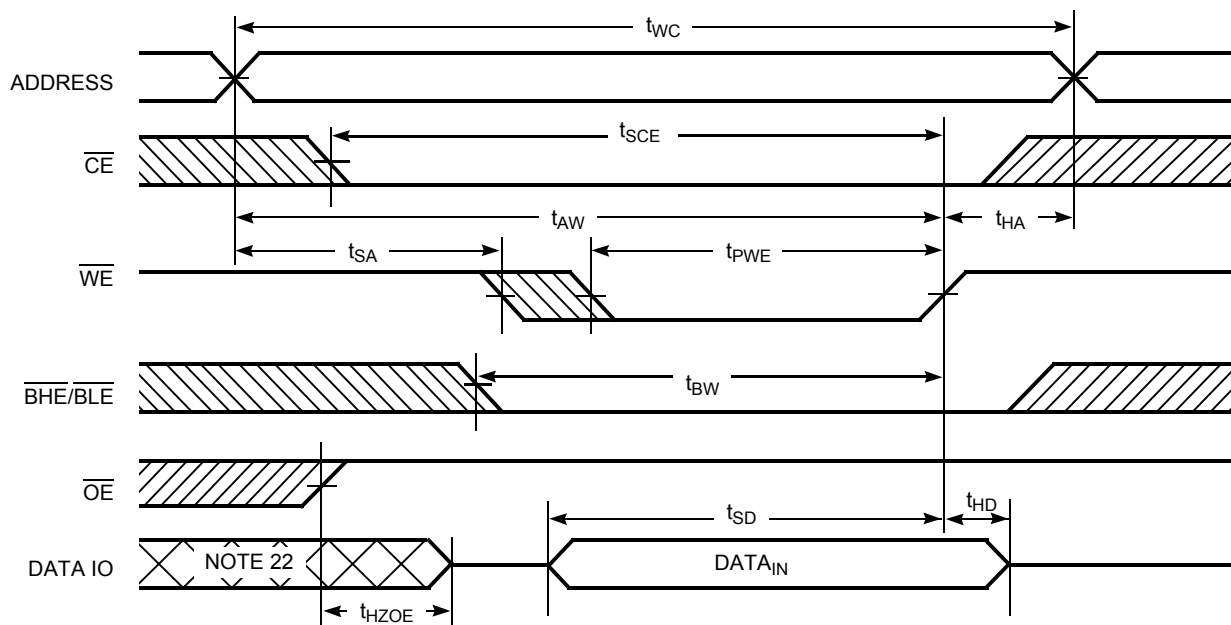 tWC
ADDRESS
tSCE
CE
tAW
tHA
tSA
tPWE
WE
tBW
BHE/BLE
OE
tSD
tHD
DATA IO
NOTE 22
DATAIN
tHZOE